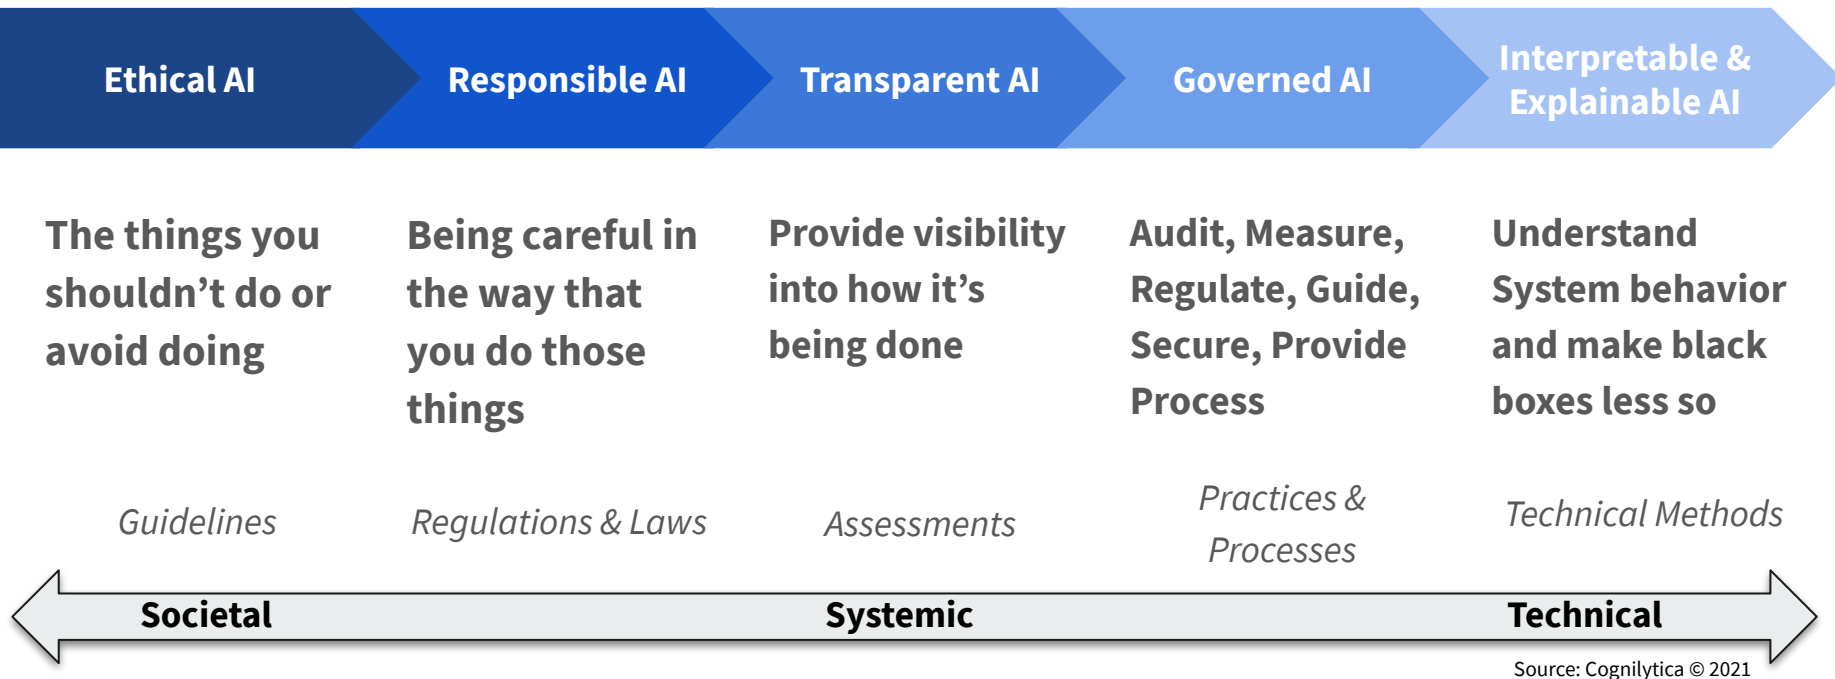 Ethical AI
Responsible AI
Transparent AI
Governed AI
Interpretable &
Explainable AI
The things you
shouldn’t do or
avoid doing
Being careful in
the way that
you do those
things
Provide visibility
into how it’s
being done
Audit, Measure,
Regulate, Guide,
Secure, Provide
Process
Understand
System behavior
and make black
boxes less so
Guidelines
Regulations & Laws
Assessments
Practices &
Processes
Technical Methods
Societal
Systemic
Technical
Source: Cognilytica © 2021